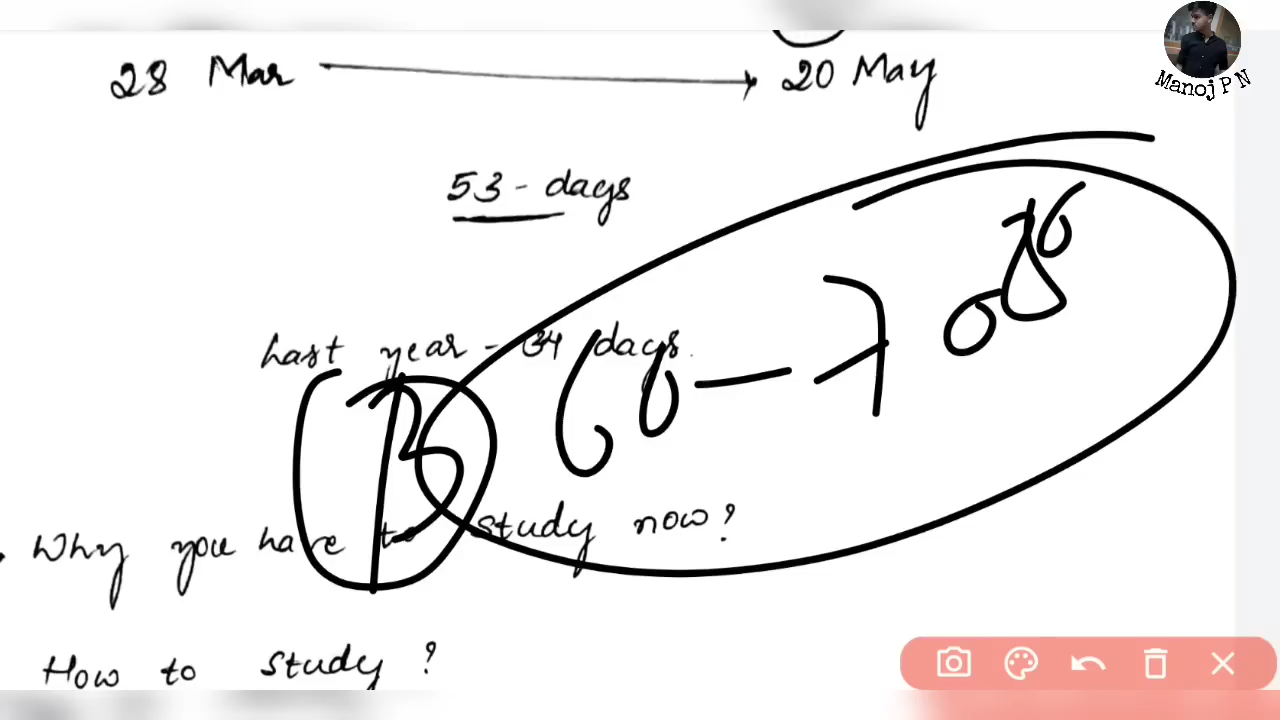 Manoj P N
28 Mar 20 May
53 - days
Last year - 34 days.
60 - 70 %
Why you have to study now?
How to study ?